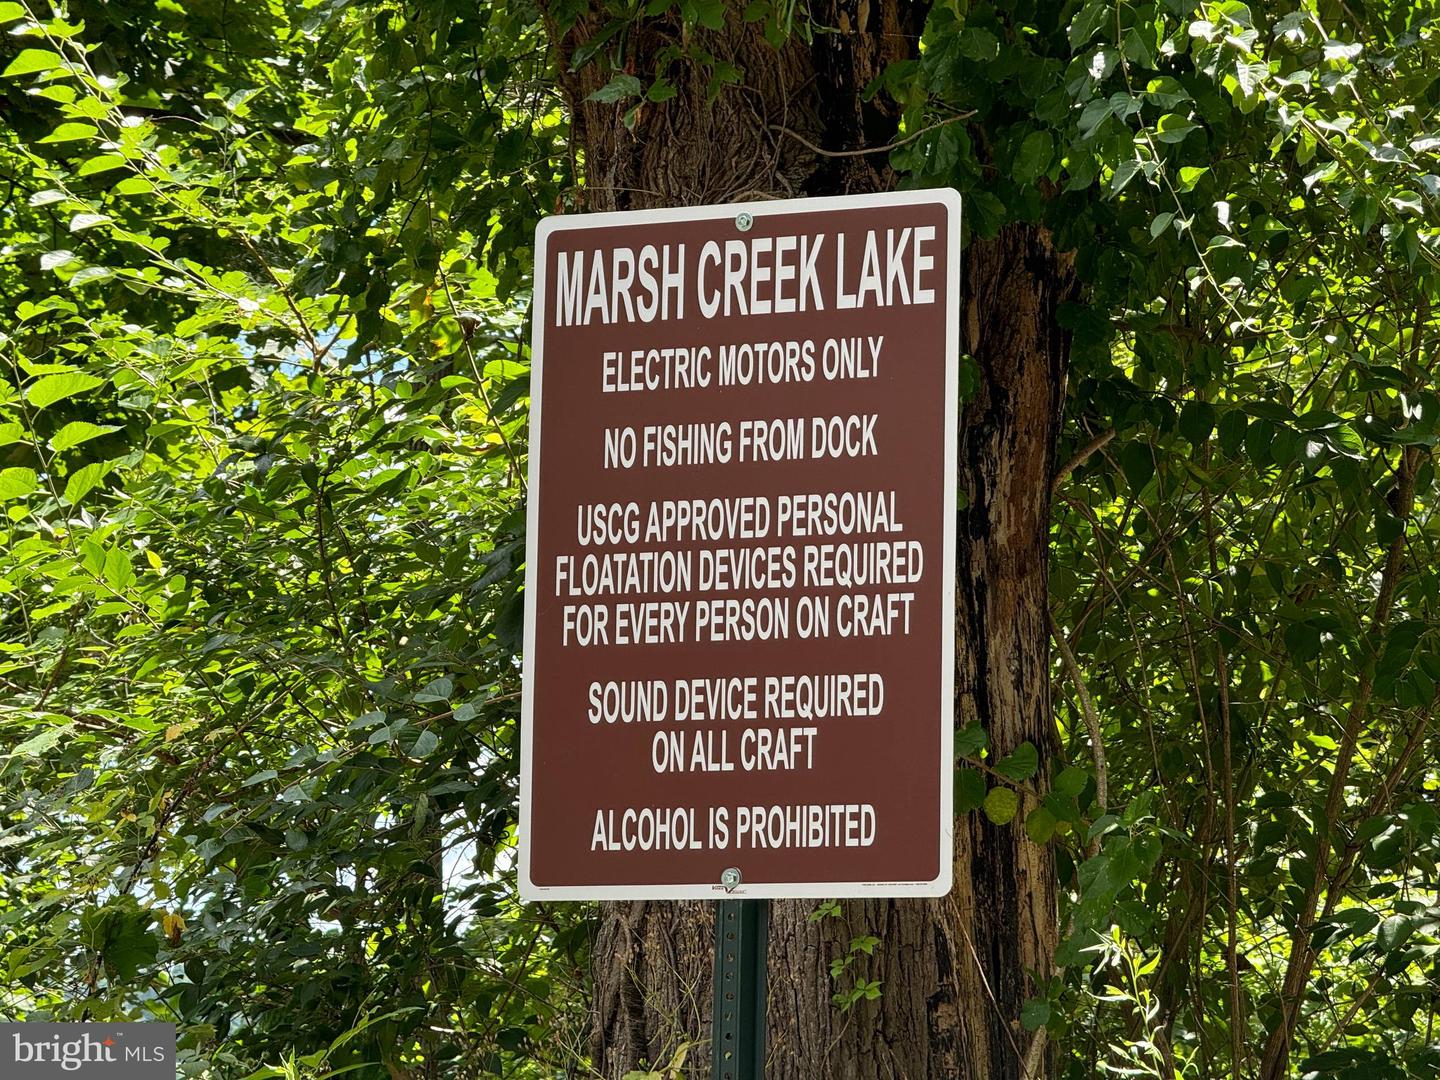 MARSH CREEK LAKE
ELECTRIC MOTORS ONLY
NO FISHING FROM DOCK
USCG APPROVED PERSONAL
FLOATATION DEVICES REQUIRED
FOR EVERY PERSON ON CRAFT
SOUND DEVICE REQUIRED
ON ALL CRAFT
ALCOHOL IS PROHIBITED
bright MLS